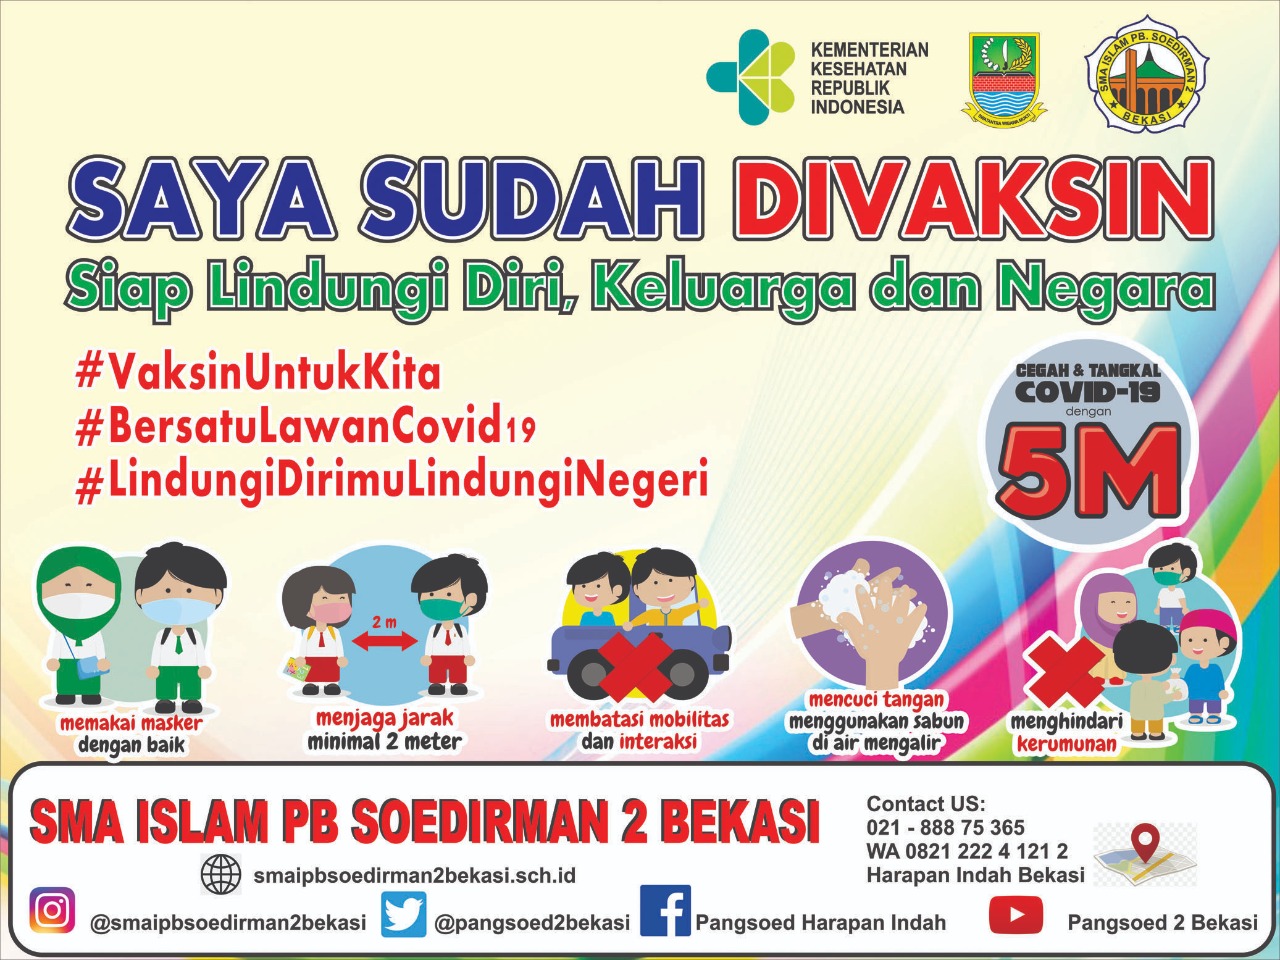 KEMENTERIAN
KESEHATAN
REPUBLIK
INDONESIA
SMA ISLAM PB. SOEDIRMAN 2
BEKASI
SAYA SUDAH DIVAKSIN
Siap Lindungi Diri, Keluarga dan Negara
#VaksinUntukKita
#BersatuLawanCovid19
#LindungiDirimuLindungiNegeri
CEGAH & TANGKAL
COVID-19
dengan
5M
2 m
memakai masker
dengan baik
menjaga jarak
minimal 2 meter
membatasi mobilitas
dan interaksi
mencuci tangan
menggunakan sabun
di air mengalir
menghindari
kerumunan
SMA ISLAM PB SOEDIRMAN 2 BEKASI
smaipbsoedirman2bekasi.sch.id
@smaipbsoedirman2bekasi
@pangsoed2bekasi
Pangsoed Harapan Indah
Pangsoed 2 Bekasi
Contact US:
021 - 888 75 365
WA 0821 222 4 121 2
Harapan Indah Bekasi